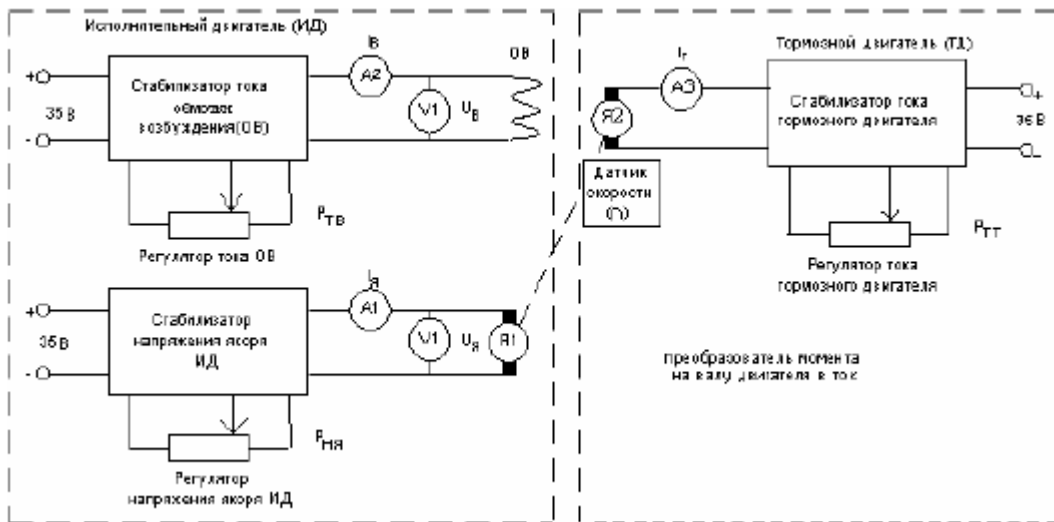 Исполнительный двигатель (ИД)
Iв
ОВ
+
35 В
-
Стабилизатор тока
обмотки
возбуждения(ОВ)
A2
V1
Uв
PТВ
Регулятор тока ОВ
Iя
+
35 В
-
Стабилизатор
напряжения якоря
ИД
A1
V1
Uя
Я1
PНЯ
Регулятор
напряжения якоря ИД
Тормозной двигатель (ТД)
Iт
A3
Я2
Стабилизатор тока
тормозного двигателя
+
36 В
-
Датчик
скорости
(n)
PТТ
Регулятор тока
тормозного двигателя
преобразователь момента
на валу двигателя в ток